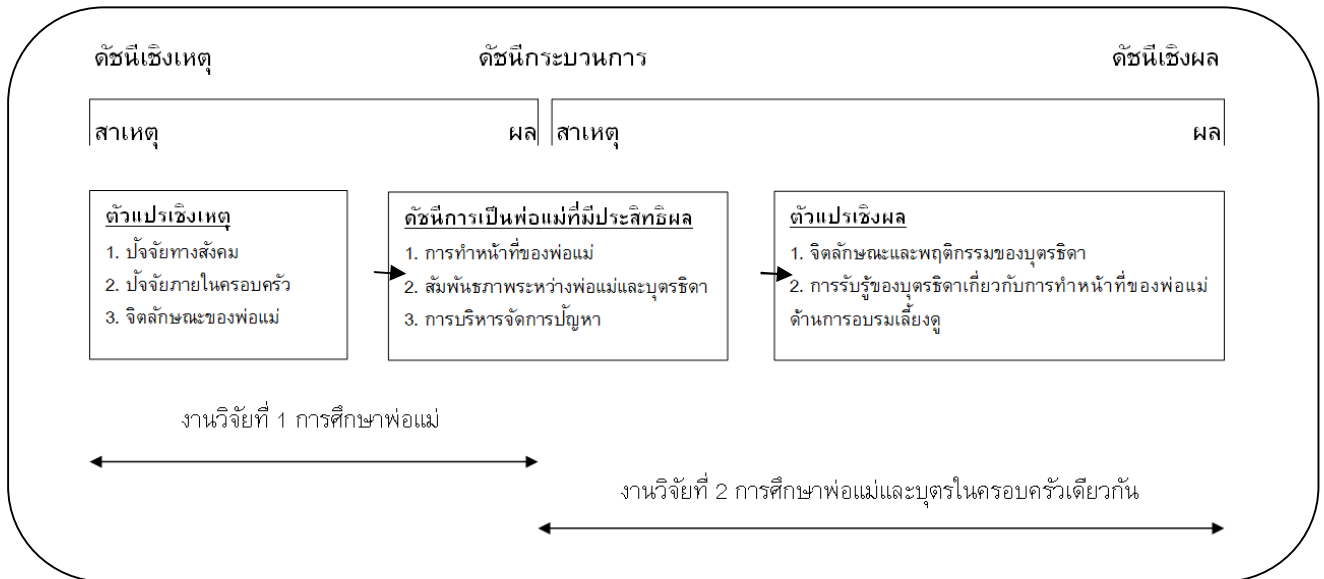 ดัชนีเชิงเหตุ ดัชนีกระบวนการ ดัชนีเชิงผล
สาเหตุ ผล สาเหตุ ผล
ตัวแปรเชิงเหตุ
1. ปัจจัยทางสังคม
2. ปัจจัยภายในครอบครัว
3. จิตลักษณะของพ่อแม่
ดัชนีการเป็นพ่อแม่ที่มีประสิทธิผล
1. การทำหน้าที่ของพ่อแม่
2. สัมพันธภาพระหว่างพ่อแม่และบุตรธิดา
3. การบริหารจัดการปัญหา
ตัวแปรเชิงผล
1. จิตลักษณะและพฤติกรรมของบุตรธิดา
2. การรับรู้ของบุตรธิดาเกี่ยวกับการทำหน้าที่ของพ่อแม่
ด้านการอบรมเลี้ยงดู
งานวิจัยที่ 1 การศึกษาพ่อแม่
งานวิจัยที่ 2 การศึกษาพ่อแม่และบุตรในครอบครัวเดียวกัน